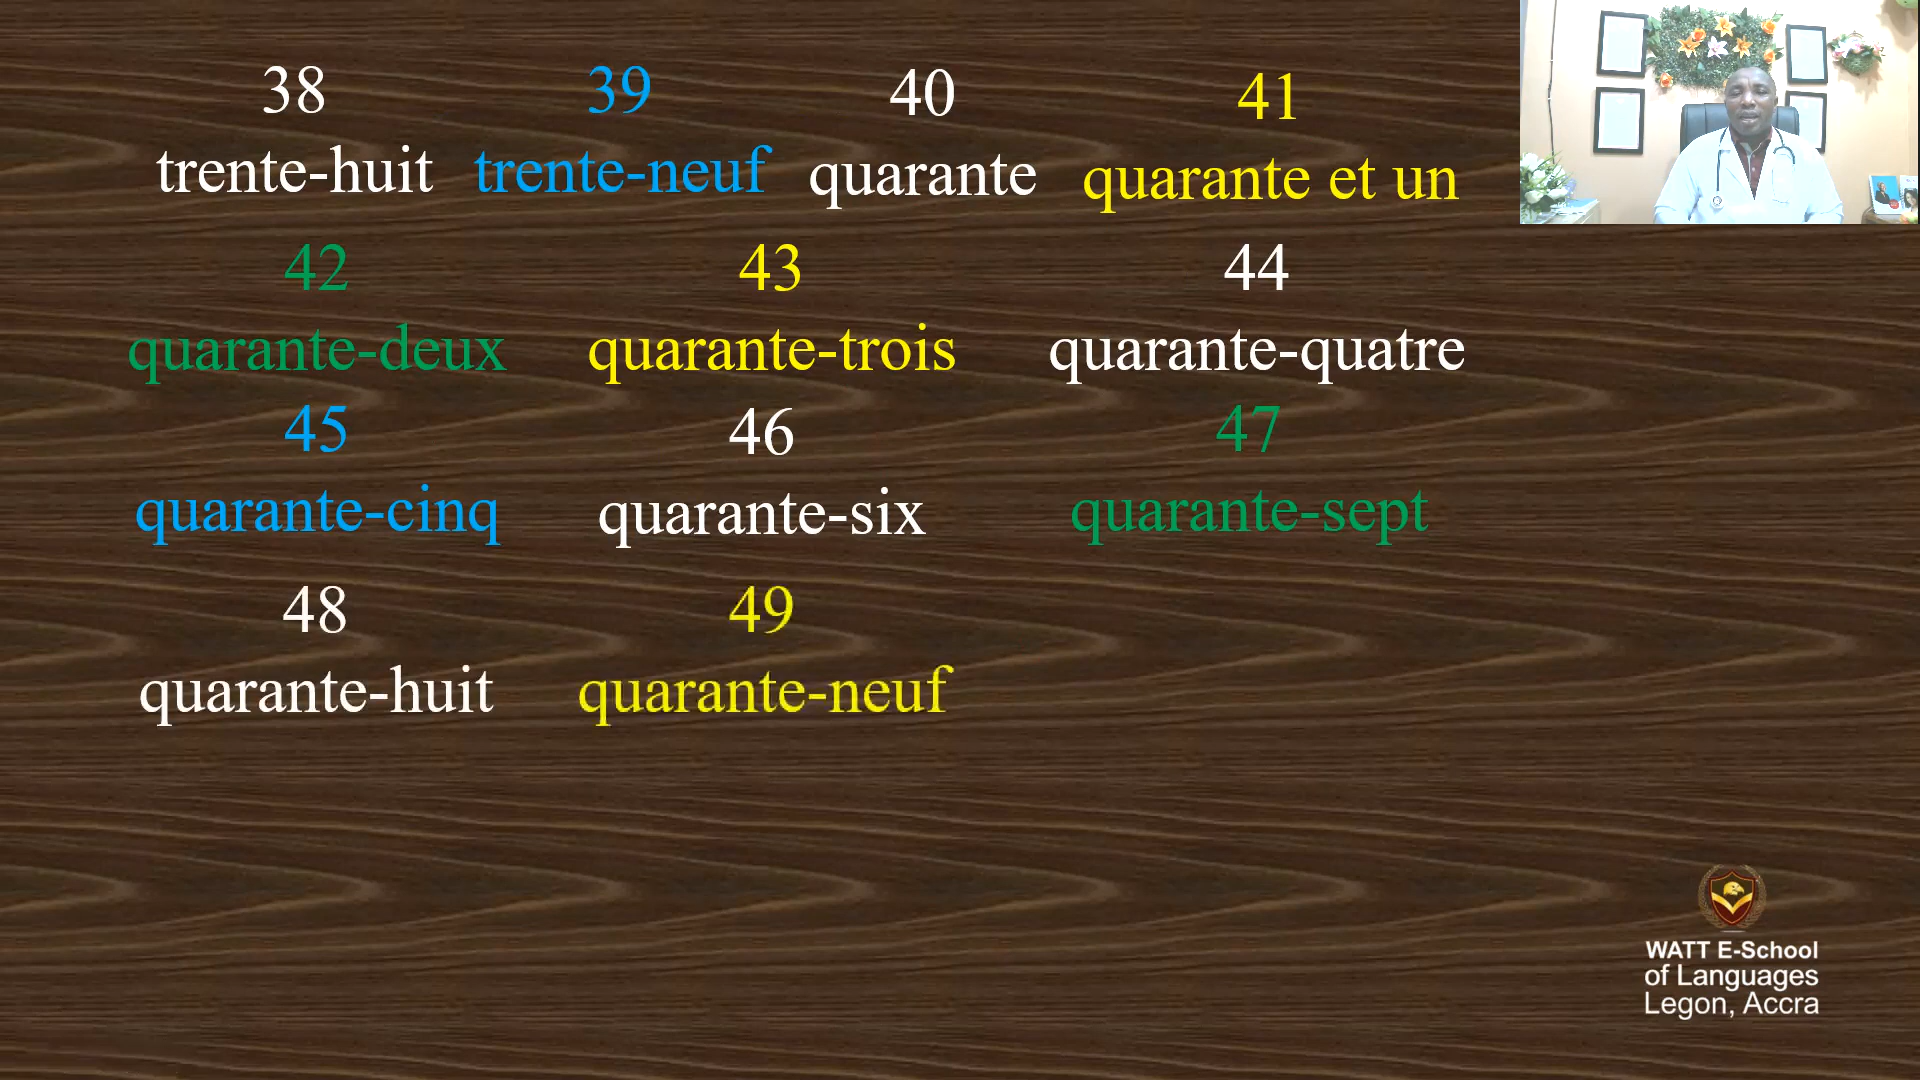 38 39 40 41
trente-huit trente-neuf quarante quarante et un
42 43 44
quarante-deux quarante-trois quarante-quatre
45 46 47
quarante-cinq quarante-six quarante-sept
48 49
quarante-huit quarante-neuf
WATT E-School
of Languages
Legon, Accra